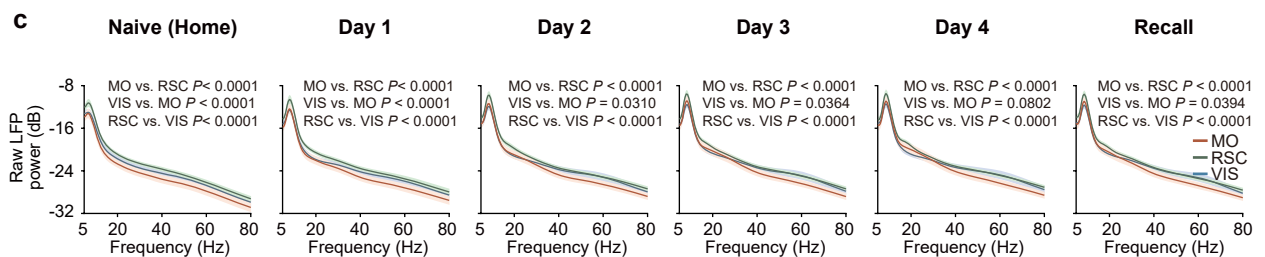 c
Naive (Home)
Day 1
Day 2
Day 3
Day 4
Recall
Raw LFP
power (dB)
-8
-16
-24
-32
MO vs. RSC P< 0.0001
VIS vs. MO P < 0.0001
RSC vs. VIS P< 0.0001
5 20 40 60 80
Frequency (Hz)
MO vs. RSC P< 0.0001
VIS vs. MO P < 0.0001
RSC vs. VIS P < 0.0001
5 20 40 60 80
Frequency (Hz)
MO vs. RSC P < 0.0001
VIS vs. MO P = 0.0310
RSC vs. VIS P < 0.0001
5 20 40 60 80
Frequency (Hz)
MO vs. RSC P < 0.0001
VIS vs. MO P = 0.0364
RSC vs. VIS P < 0.0001
5 20 40 60 80
Frequency (Hz)
MO vs. RSC P < 0.0001
VIS vs. MO P = 0.0802
RSC vs. VIS P < 0.0001
5 20 40 60 80
Frequency (Hz)
MO vs. RSC P < 0.0001
VIS vs. MO P = 0.0394
RSC vs. VIS P < 0.0001
MO
RSC
VIS
5 20 40 60 80
Frequency (Hz)